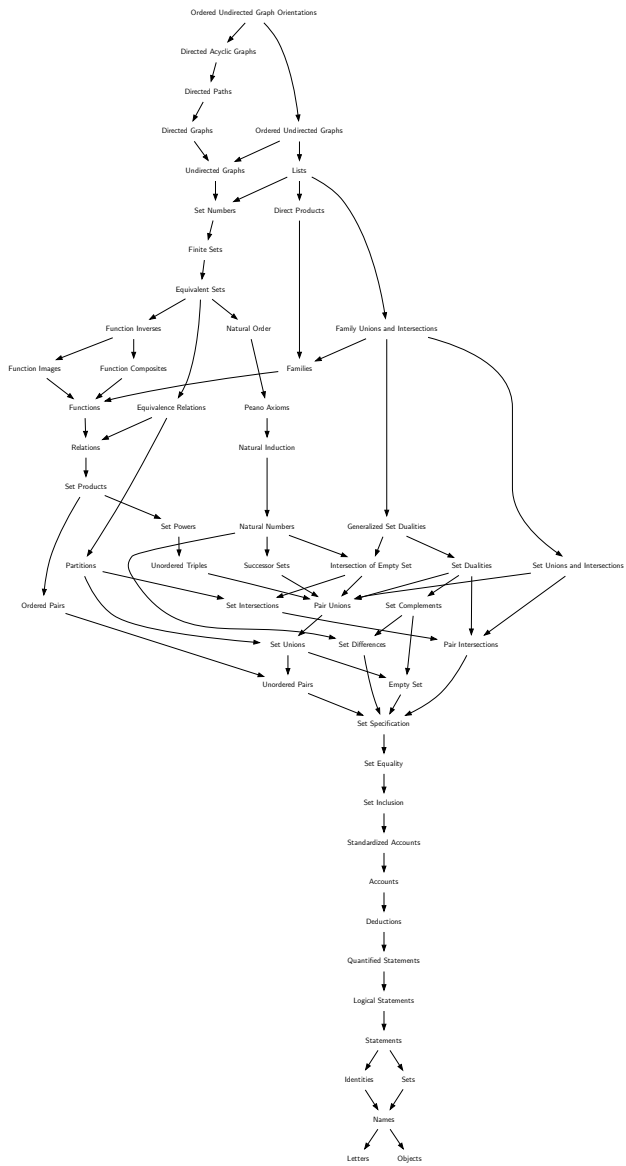 Ordered Undirected Graph Orientations
Directed Acyclic Graphs
Directed Paths
Directed Graphs
Ordered Undirected Graphs
Undirected Graphs
Lists
Set Numbers
Direct Products
Finite Sets
Equivalent Sets
Function Inverses
Natural Order
Family Unions and Intersections
Function Images
Function Composites
Families
Functions
Equivalence Relations
Peano Axioms
Relations
Natural Induction
Set Products
Set Powers
Natural Numbers
Generalized Set Dualities
Partitions
Unordered Triples
Successor Sets
Intersection of Empty Set
Set Dualities
Set Unions and Intersections
Ordered Pairs
Set Intersections
Pair Unions
Set Complements
Set Unions
Set Differences
Pair Intersections
Unordered Pairs
Empty Set
Set Specification
Set Equality
Set Inclusion
Standardized Accounts
Accounts
Deductions
Quantified Statements
Logical Statements
Statements
Identities
Sets
Names
Letters
Objects